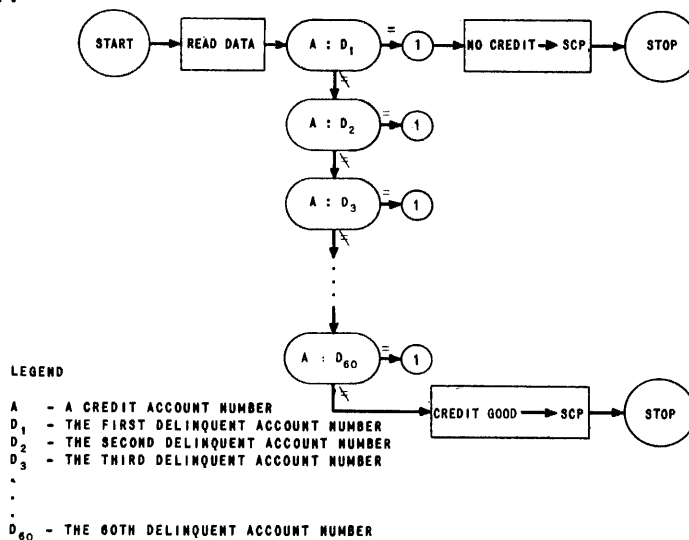 START READ DATA A : D₁ = 1 NO CREDIT → SCP STOP
≠
A : D₂ = 1
≠
A : D₃ = 1
≠
A : D₆₀ = 1
≠
CREDIT GOOD → SCP STOP
LEGEND
A - A CREDIT ACCOUNT NUMBER
D₁ - THE FIRST DELINQUENT ACCOUNT NUMBER
D₂ - THE SECOND DELINQUENT ACCOUNT NUMBER
D₃ - THE THIRD DELINQUENT ACCOUNT NUMBER
.
.
.
D₆₀ - THE 60TH DELINQUENT ACCOUNT NUMBER